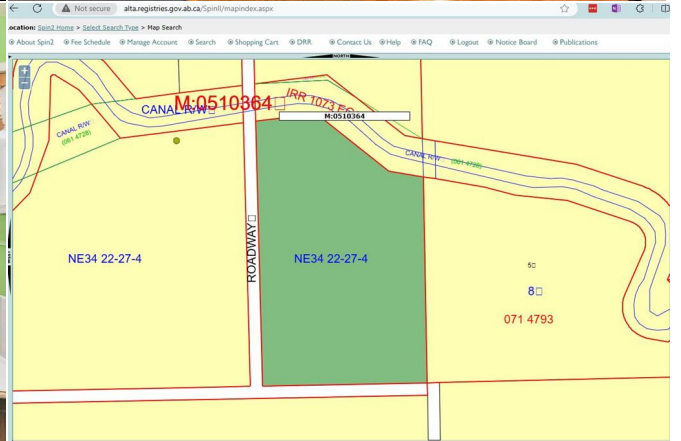 Not secure
alta.registries.gov.ab.ca/SpinII/mapindex.aspx
ocation: Spin2 Home > Select Search Type > Map Search
About Spin2 Fee Schedule Manage Account Search Shopping Cart DRR Contact Us Help FAQ Logout Notice Board Publications
NORTH
M:0510364
CANAL R/W
IRR 1073 EO
M:0510364
CANAL R/W
(061 4728)
CANAL R/W
(061 4728)
NE34 22-27-4
ROADWAY
NE34 22-27-4
5
8
071 4793